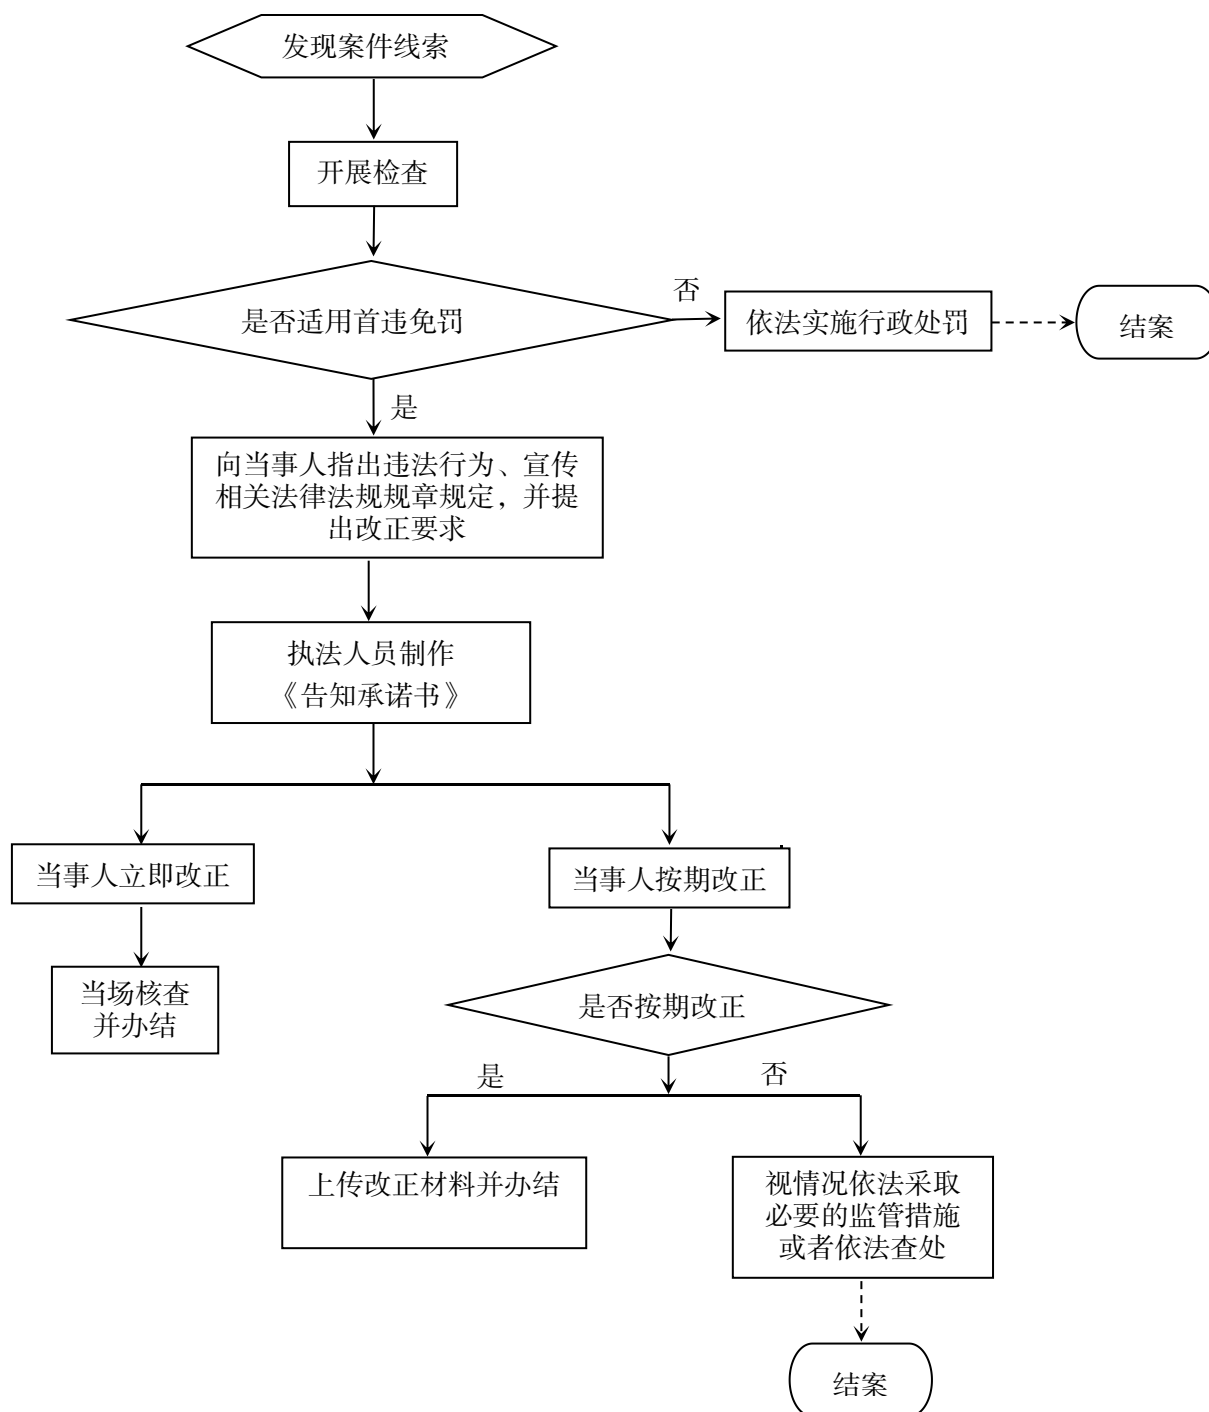 发现案件线索
开展检查
是否适用首违免罚
否
依法实施行政处罚
结案
是
向当事人指出违法行为、宣传
相关法律法规规章规定，并提
出改正要求
执法人员制作
《告知承诺书》
当事人立即改正
当事人按期改正
当场核查
并办结
是否按期改正
是
否
上传改正材料并办结
视情况依法采取
必要的监管措施
或者依法查处
结案